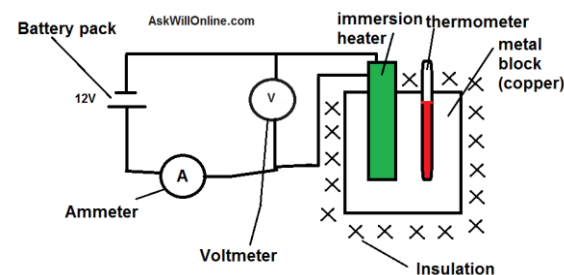 AskWillOnline.com
Battery pack
immersion
heater
thermometer
metal
block
(copper)
12V
V
A
Ammeter
Voltmeter
Insulation